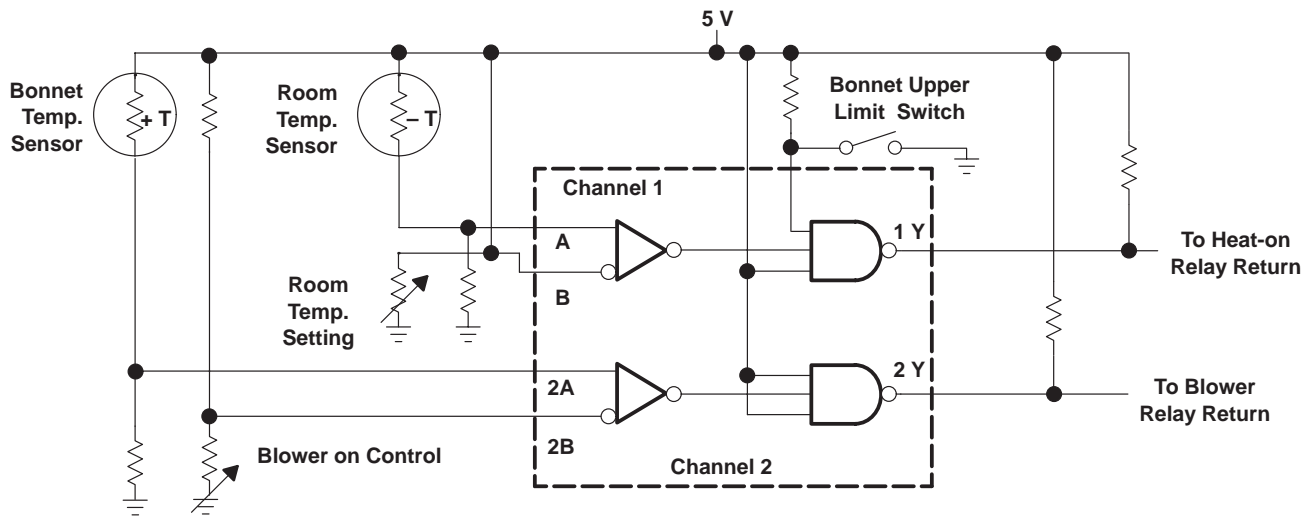 5 V
Bonnet
Temp.
Sensor
+ T
Room
Temp.
Sensor
– T
Bonnet Upper
Limit Switch
Channel 1
A
B
1 Y
To Heat-on
Relay Return
Room
Temp.
Setting
2A
2B
2 Y
To Blower
Relay Return
Blower on Control
Channel 2